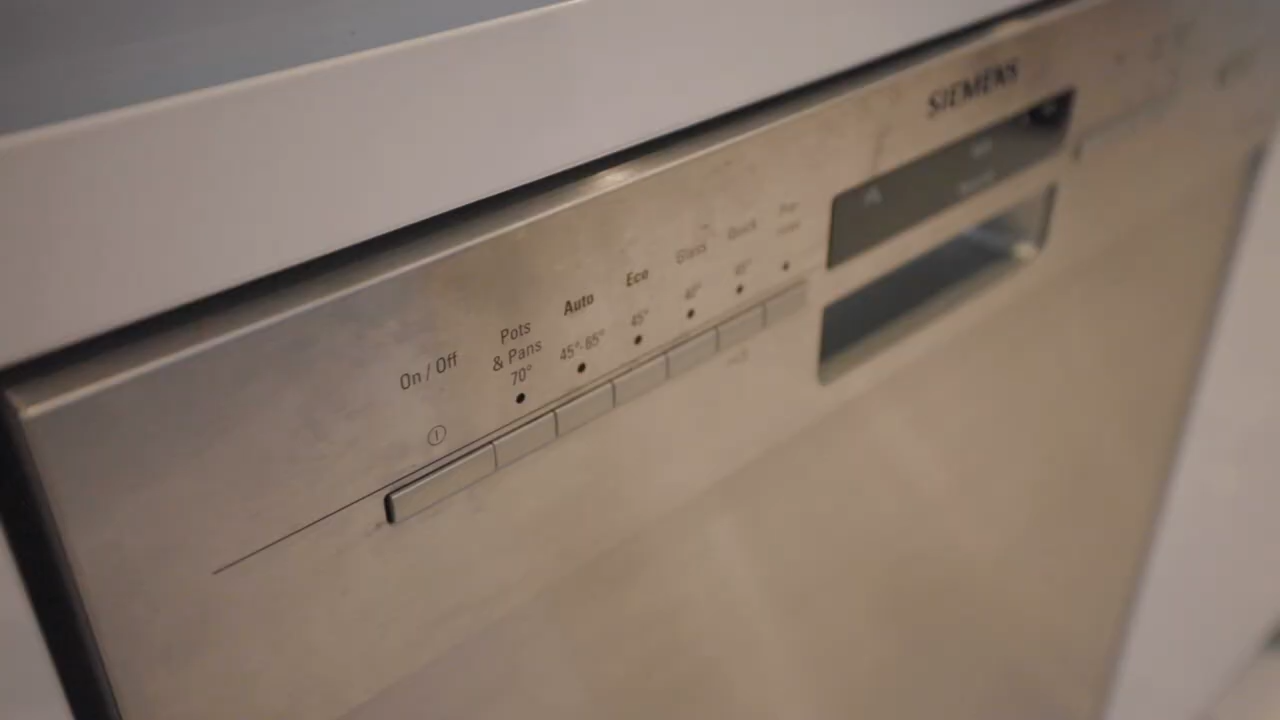 SIEMENS
On / Off
Pots
& Pans
70°
Auto
45°-65°
Eco
45°
Glass
40°
Quick
45°